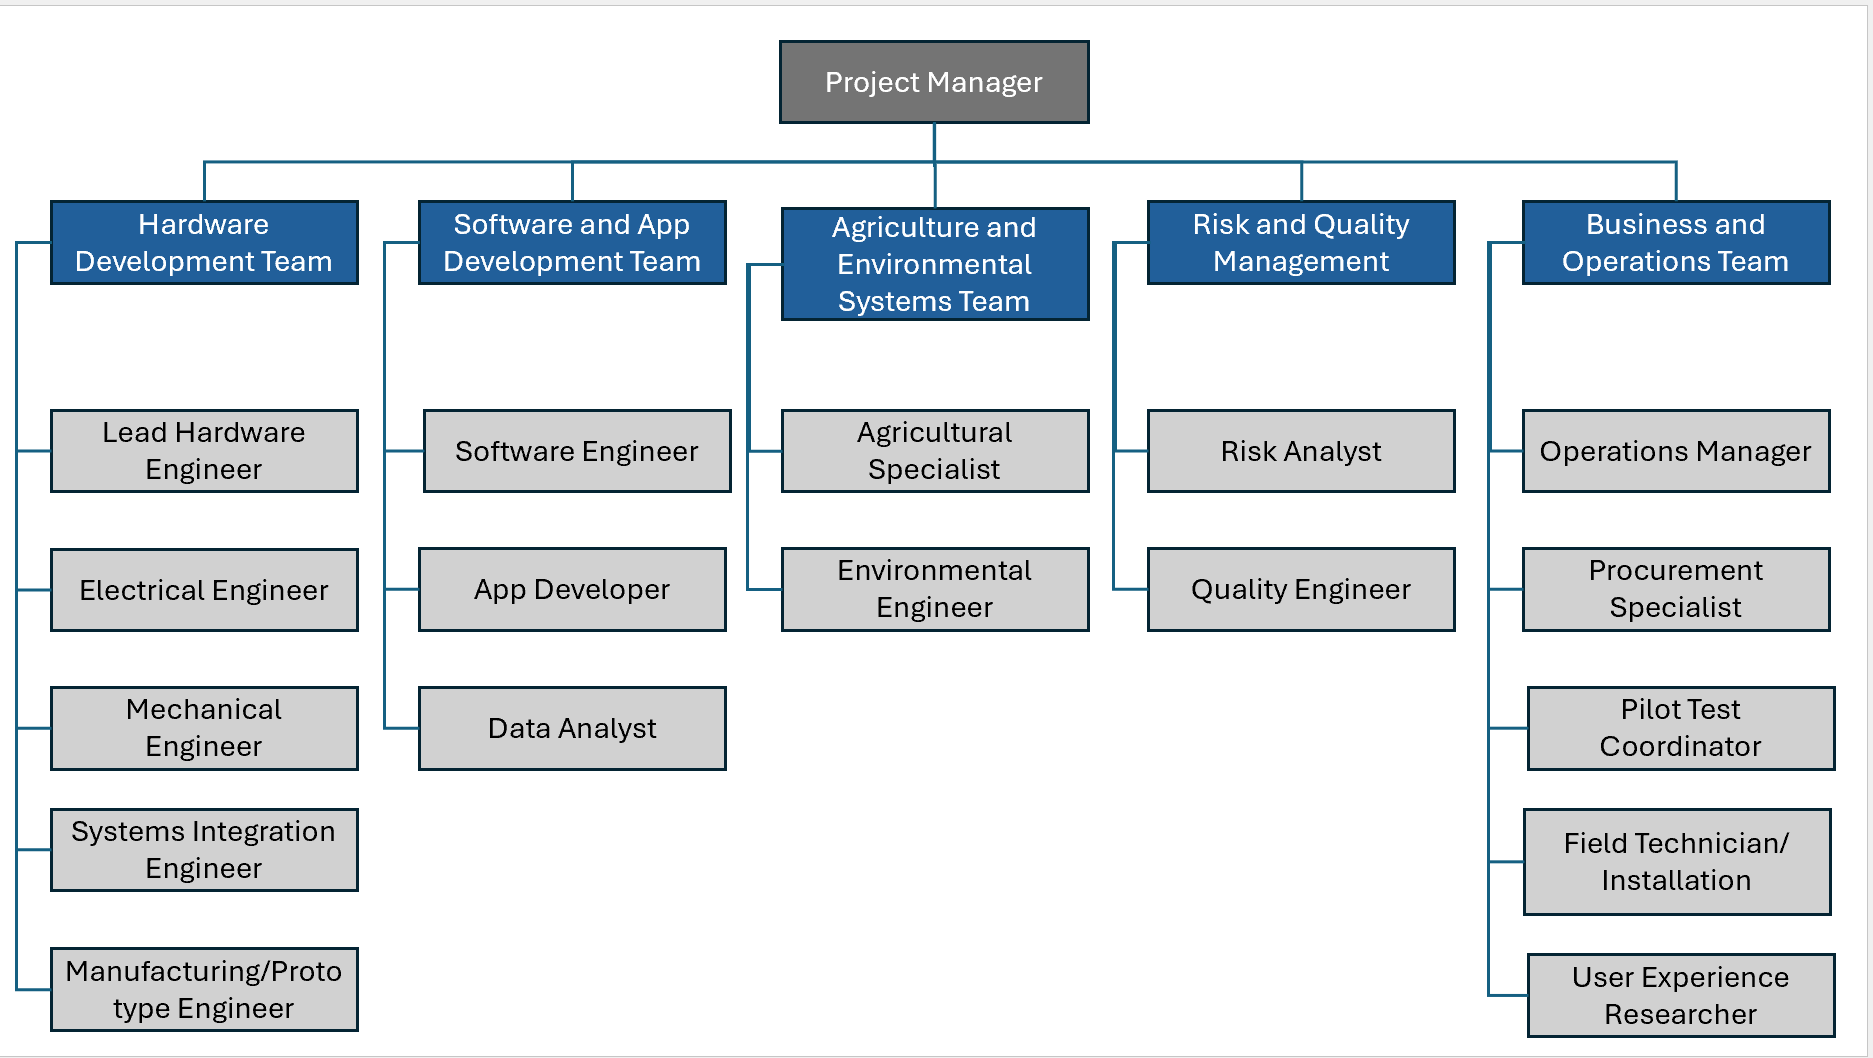 Project Manager
Hardware
Development Team
Software and App
Development Team
Agriculture and
Environmental
Systems Team
Risk and Quality
Management
Business and
Operations Team
Lead Hardware
Engineer
Software Engineer
Agricultural
Specialist
Risk Analyst
Operations Manager
Electrical Engineer
App Developer
Environmental
Engineer
Quality Engineer
Procurement
Specialist
Mechanical
Engineer
Data Analyst
Pilot Test
Coordinator
Systems Integration
Engineer
Field Technician/
Installation
Manufacturing/Proto
type Engineer
User Experience
Researcher